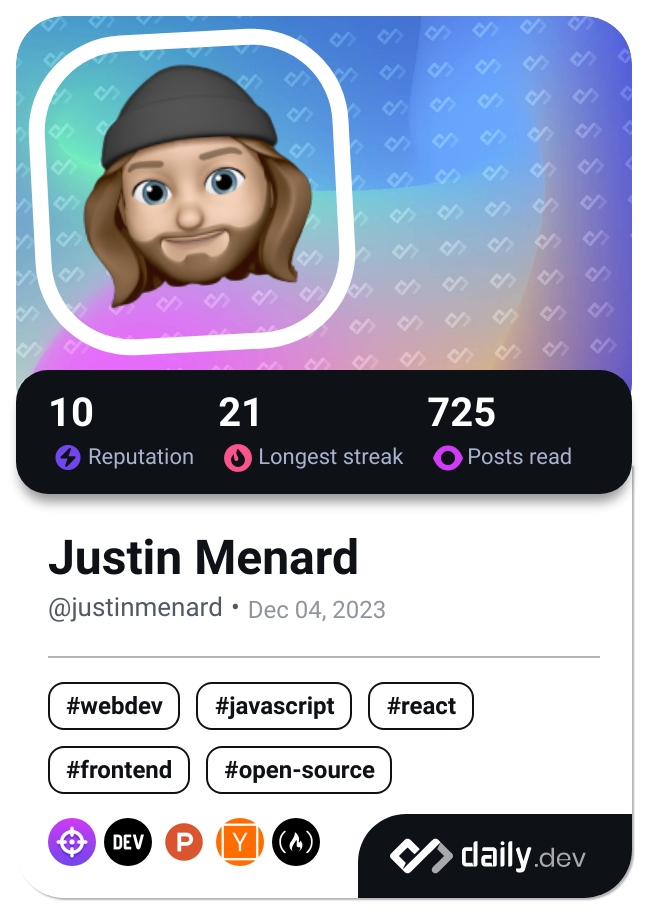 10 21 725
Reputation Longest streak Posts read
Justin Menard
@justinmenard • Dec 04, 2023
#webdev #javascript #react
#frontend #open-source
DEV P Y
daily.dev